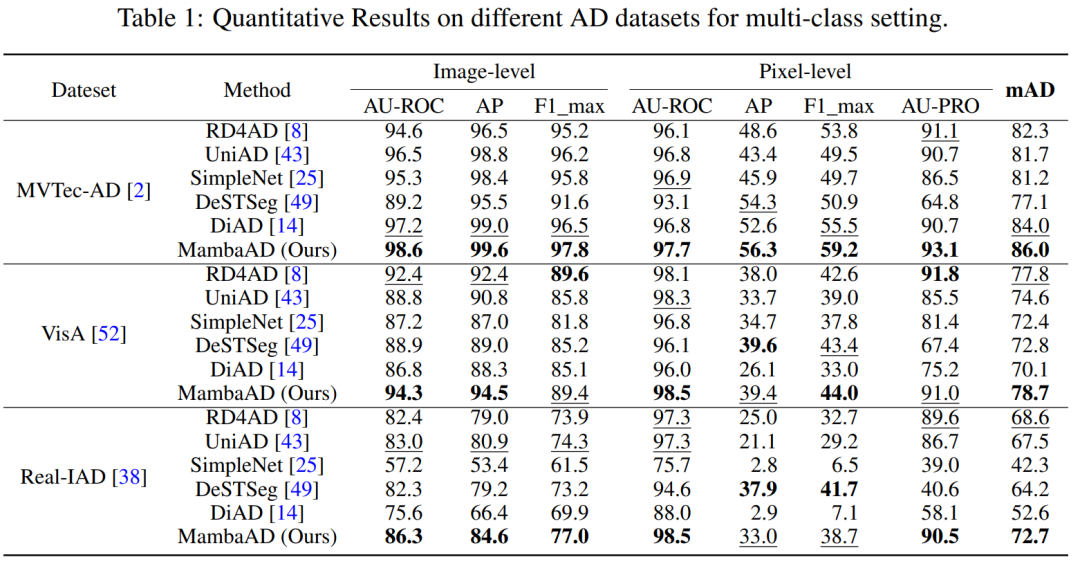 Table 1: Quantitative Results on different AD datasets for multi-class setting.
Dateset Method Image-level Pixel-level mAD
AU-ROC AP F1_max AU-ROC AP F1_max AU-PRO
MVTec-AD [2]
RD4AD [8] 94.6 96.5 95.2 96.1 48.6 53.8 91.1 82.3
UniAD [43] 96.5 98.8 96.2 96.8 43.4 49.5 90.7 81.7
SimpleNet [25] 95.3 98.4 95.8 96.9 45.9 49.7 86.5 81.2
DeSTSeg [49] 89.2 95.5 91.6 93.1 54.3 50.9 64.8 77.1
DiAD [14] 97.2 99.0 96.5 96.8 52.6 55.5 90.7 84.0
MambaAD (Ours) 98.6 99.6 97.8 97.7 56.3 59.2 93.1 86.0
VisA [52]
RD4AD [8] 92.4 92.4 89.6 98.1 38.0 42.6 91.8 77.8
UniAD [43] 88.8 90.8 85.8 98.3 33.7 39.0 85.5 74.6
SimpleNet [25] 87.2 87.0 81.8 96.8 34.7 37.8 81.4 72.4
DeSTSeg [49] 88.9 89.0 85.2 96.1 39.6 43.4 67.4 72.8
DiAD [14] 86.8 88.3 85.1 96.0 26.1 33.0 75.2 70.1
MambaAD (Ours) 94.3 94.5 89.4 98.5 39.4 44.0 91.0 78.7
Real-IAD [38]
RD4AD [8] 82.4 79.0 73.9 97.3 25.0 32.7 89.6 68.6
UniAD [43] 83.0 80.9 74.3 97.3 21.1 29.2 86.7 67.5
SimpleNet [25] 57.2 53.4 61.5 75.7 2.8 6.5 39.0 42.3
DeSTSeg [49] 82.3 79.2 73.2 94.6 37.9 41.7 40.6 64.2
DiAD [14] 75.6 66.4 69.9 88.0 2.9 7.1 58.1 52.6
MambaAD (Ours) 86.3 84.6 77.0 98.5 33.0 38.7 90.5 72.7